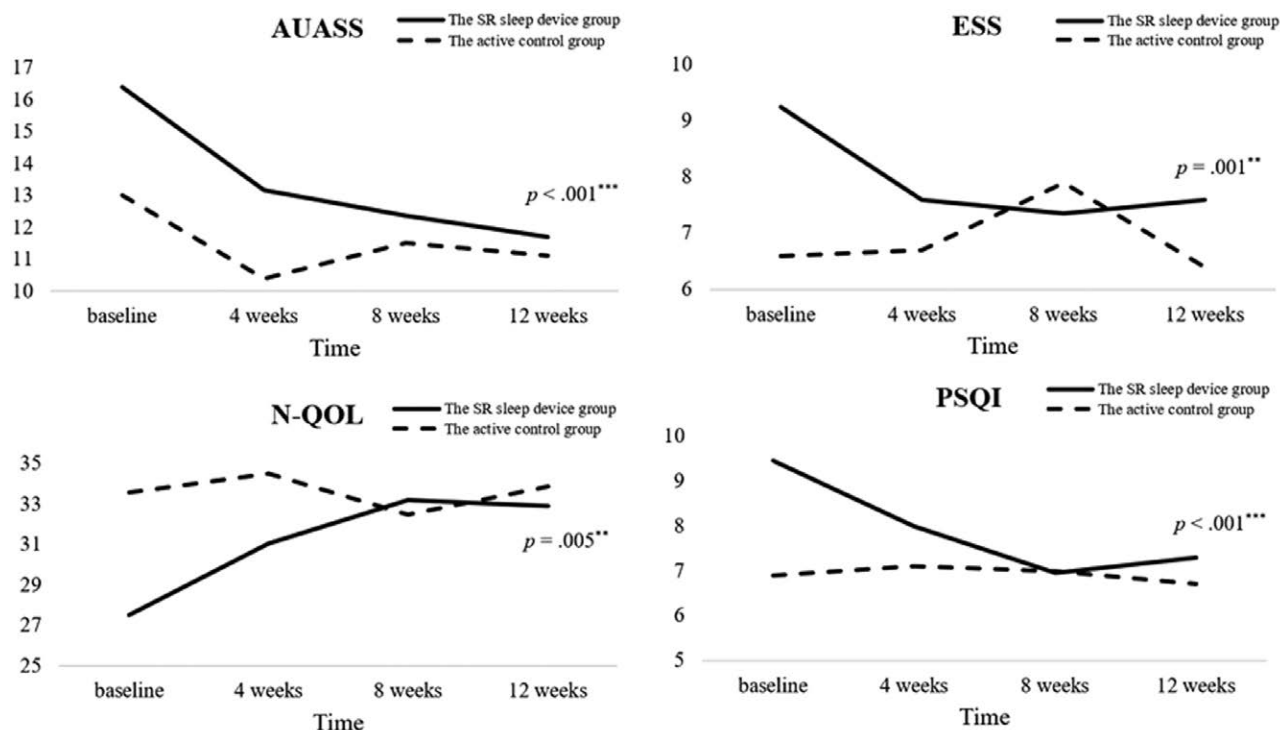 AUASS
The SR sleep device group
The active control group
17
16
15
14
13
12
11
10
p < .001***
baseline 4 weeks 8 weeks 12 weeks
Time
ESS
The SR sleep device group
The active control group
10
9
8
7
6
p = .001**
baseline 4 weeks 8 weeks 12 weeks
Time
N-QOL
The SR sleep device group
The active control group
35
33
31
29
27
25
p = .005**
baseline 4 weeks 8 weeks 12 weeks
Time
PSQI
The SR sleep device group
The active control group
10
9
8
7
6
5
p < .001***
baseline 4 weeks 8 weeks 12 weeks
Time